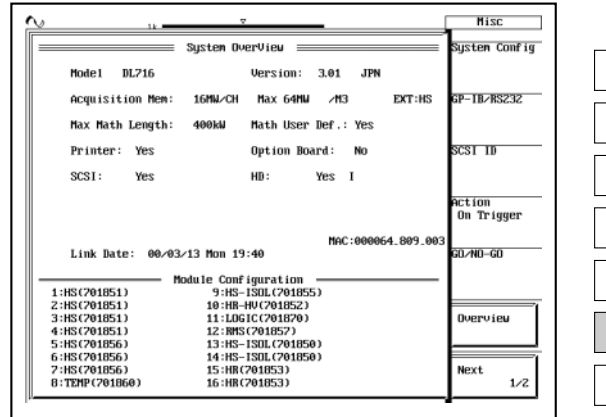 1k
Misc
System OverView
System Config
Model DL716 Version: 3.01 JPN
Acquisition Mem: 16MW/CH Max 64MW /M3 EXT:HS
GP-IB/RS232
Max Math Length: 400kW Math User Def.: Yes
Printer: Yes Option Board: No
SCSI ID
SCSI: Yes HD: Yes I
Action
On Trigger
MAC:000064.809.003
Link Date: 00/03/13 Mon 19:40
GO/NO-GO
Module Configuration
1:HS(701851) 9:HS-ISOL(701855)
2:HS(701851) 10:HR-HV(701852)
3:HS(701851) 11:LOGIC(701870)
4:HS(701851) 12:RMS(701857)
5:HS(701856) 13:HS-ISOL(701850)
6:HS(701856) 14:HS-ISOL(701850)
7:HS(701856) 15:HR(701853)
8:TEMP(701860) 16:HR(701853)
Overview
Next
1/2